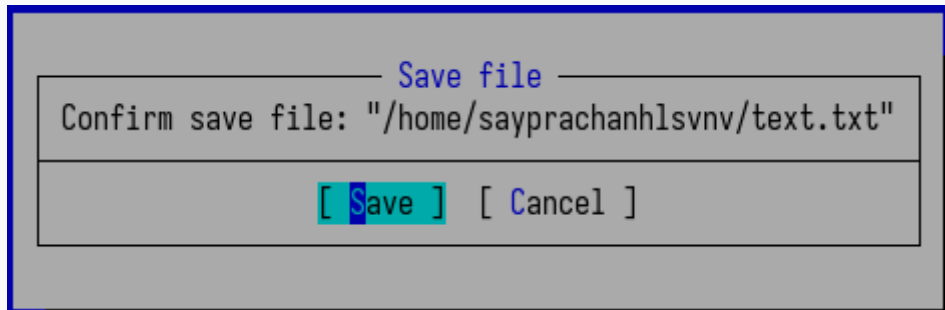 Save file
Confirm save file: "/home/sayprachanhlsvnv/text.txt"
[ Save ] [ Cancel ]